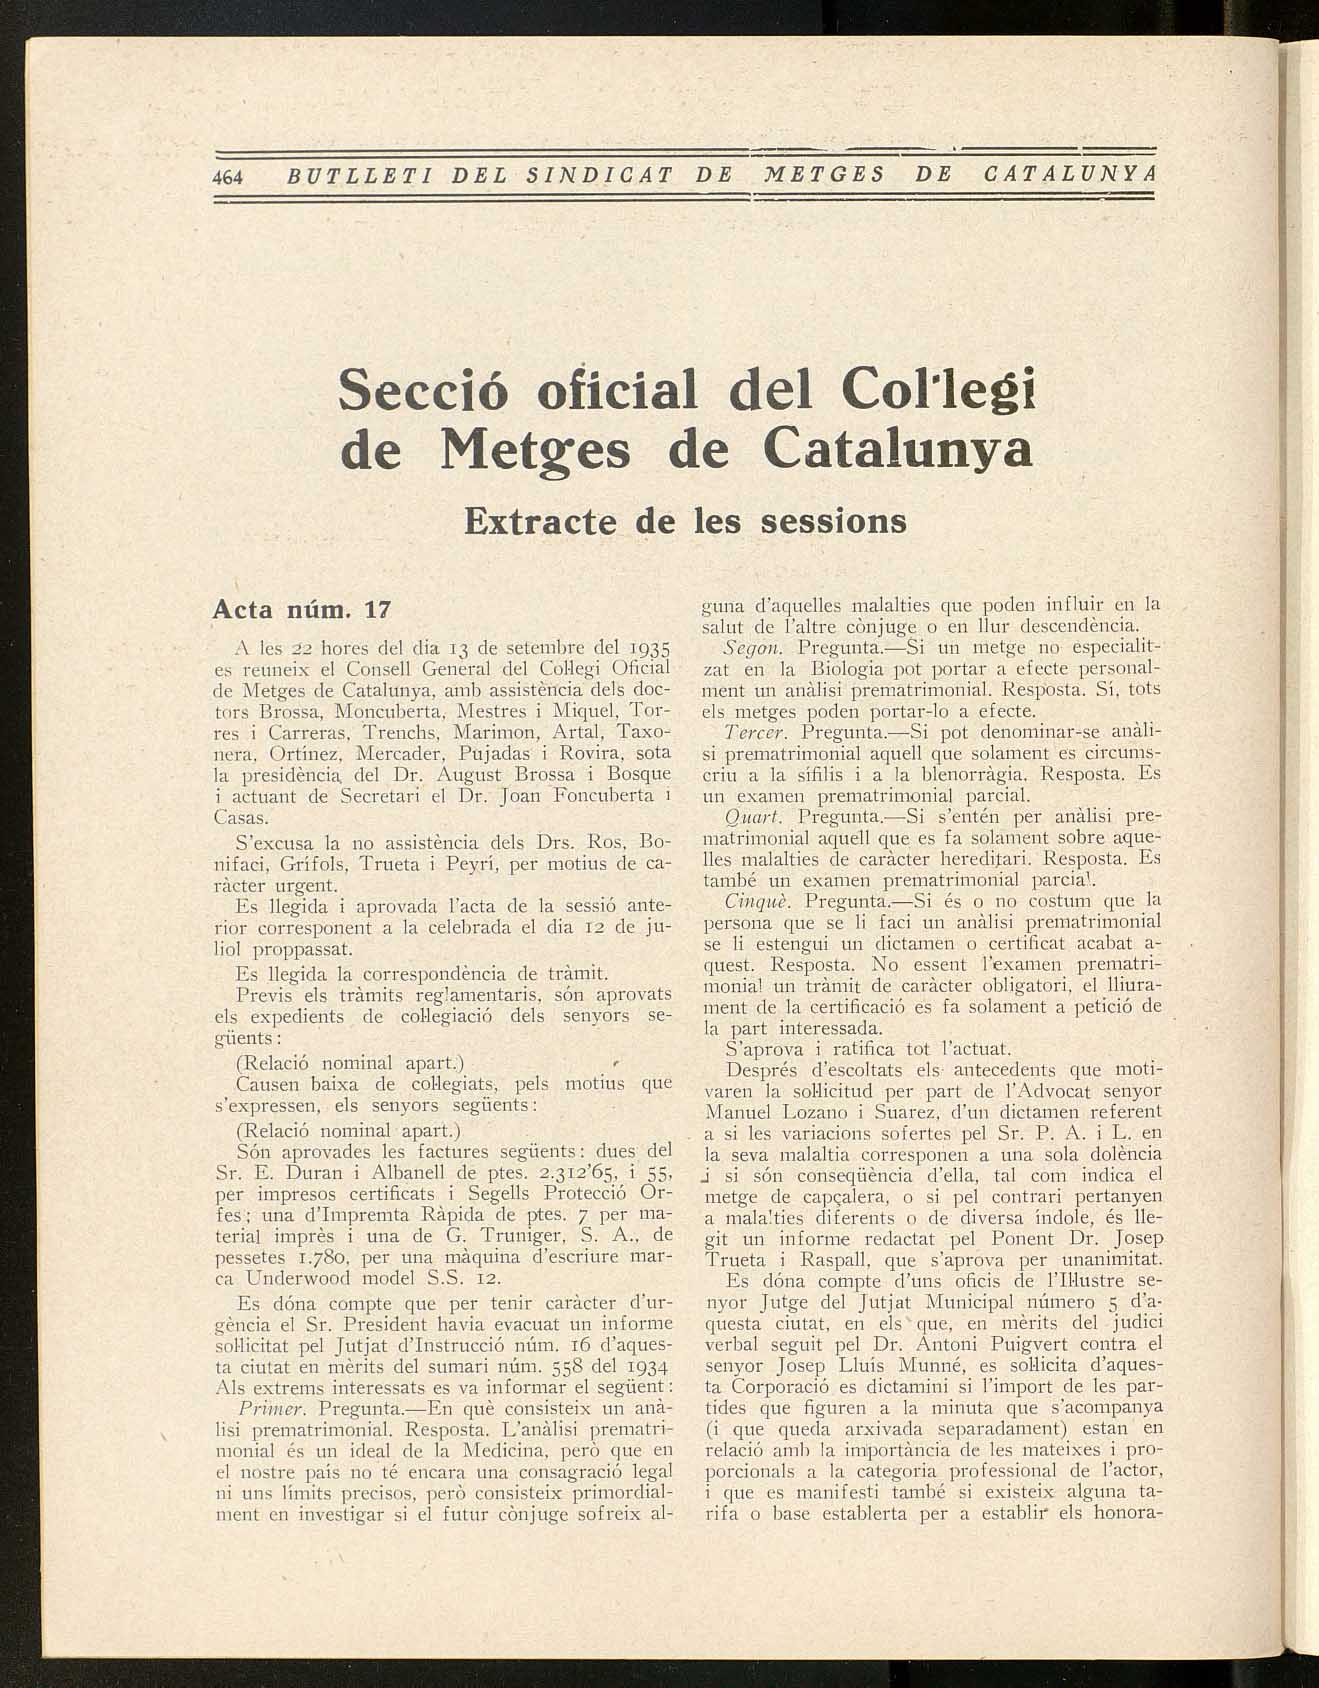 464 BUTLLETI DEL SINDICAT DE METGES DE CATALUNYA
Secció oficial del Col·legi
de Metges de Catalunya
Extracte de les sessions
Acta núm. 17
A les 22 hores del dia 13 de setembre del 1935
es reuneix el Consell General del Col·legi Oficial
de Metges de Catalunya, amb assistència dels doc-
tors Brossa, Moncuberta, Mestres i Miquel, Tor-
res i Carreras, Trenchs, Marimon, Artal, Taxo-
nera, Ortínez, Mercader, Pujadas i Rovira, sota
la presidència del Dr. August Brossa i Bosque
i actuant de Secretari el Dr. Joan Foncuberta i
Casas.
S'excusa la no assistència dels Drs. Ros, Bo-
nifaci, Grífols, Trueta i Peyrí, per motius de ca-
ràcter urgent.
Es llegida i aprovada l'acta de la sessió ante-
rior corresponent a la celebrada el dia 12 de ju-
liol proppassat.
Es llegida la correspondència de tràmit.
Previs els tràmits reglamentaris, són aprovats
els expedients de col·legiació dels senyors se-
güents:
(Relació nominal apart.)
Causen baixa de col·legiats, pels motius que
s'expressen, els senyors següents:
(Relació nominal apart.)
Són aprovades les factures següents: dues del
Sr. E. Duran i Albanell de ptes. 2.312'65, i 55,
per impresos certificats i Segells Protecció Or-
fes; una d'Impremta Ràpida de ptes. 7 per ma-
terial imprès i una de G. Truniger, S. A., de
pessetes 1.780, per una màquina d'escriure mar-
ca Underwood model S.S. 12.
Es dóna compte que per tenir caràcter d'ur-
gència el Sr. President havia evacuat un informe
sol·licitat pel Jutjat d'Instrucció núm. 16 d'aques-
ta ciutat en mèrits del sumari núm. 558 del 1934
Als extrems interessats es va informar el següent:
Primer. Pregunta.—En què consisteix un anà-
lisi prematrimonial. Resposta. L'anàlisi prematri-
monial és un ideal de la Medicina, però que en
el nostre país no té encara una consagració legal
ni uns límits precisos, però consisteix primordial-
ment en investigar si el futur cònjuge sofreix al-
guna d'aquelles malalties que poden influir en la
salut de l'altre cònjuge o en llur descendència.
Segon. Pregunta.—Si un metge no especialit-
zat en la Biologia pot portar a efecte personal-
ment un anàlisi prematrimonial. Resposta. Sí, tots
els metges poden portar-lo a efecte.
Tercer. Pregunta.—Si pot denominar-se anàli-
si prematrimonial aquell que solament es circums-
criu a la sífilis i a la blenorràgia. Resposta. Es
un examen prematrimonial parcial.
Quart. Pregunta.—Si s'entén per anàlisi pre-
matrimonial aquell que es fa solament sobre aque-
lles malalties de caràcter hereditari. Resposta. Es
també un examen prematrimonial parcial.
Cinquè. Pregunta.—Si és o no costum que la
persona que se li faci un anàlisi prematrimonial
se li estengui un dictamen o certificat acabat a-
quest. Resposta. No essent l'examen prematri-
monial un tràmit de caràcter obligatori, el lliura-
ment de la certificació es fa solament a petició de
la part interessada.
S'aprova i ratifica tot l'actuat.
Després d'escoltats els antecedents que moti-
varen la sol·licitud per part de l'Advocat senyor
Manuel Lozano i Suarez, d'un dictamen referent
a si les variacions sofertes pel Sr. P. A. i L. en
la seva malaltia corresponen a una sola dolència
i si són conseqüència d'ella, tal com indica el
metge de capçalera, o si pel contrari pertanyen
a malalties diferents o de diversa índole, és lle-
git un informe redactat pel Ponent Dr. Josep
Trueta i Raspall, que s'aprova per unanimitat.
Es dóna compte d'uns oficis de l'Il·lustre se-
nyor Jutge del Jutjat Municipal número 5 d'a-
questa ciutat, en els que, en mèrits del judici
verbal seguit pel Dr. Antoni Puigvert contra el
senyor Josep Lluís Munné, es sol·licita d'aques-
ta Corporació es dictamini si l'import de les par-
tides que figuren a la minuta que s'acompanya
(i que queda arxivada separadament) estan en
relació amb la importància de les mateixes i pro-
porcionals a la categoria professional de l'actor,
i que es manifesti també si existeix alguna ta-
rifa o base establerta per a establir els honora-